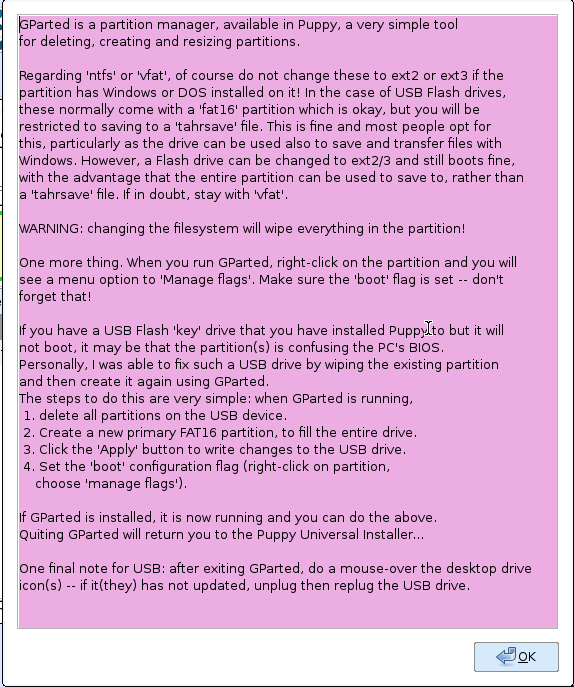 GParted is a partition manager, available in Puppy, a very simple tool
for deleting, creating and resizing partitions.
Regarding 'ntfs' or 'vfat', of course do not change these to ext2 or ext3 if the
partition has Windows or DOS installed on it! In the case of USB Flash drives,
these normally come with a 'fat16' partition which is okay, but you will be
restricted to saving to a 'tahrsave' file. This is fine and most people opt for
this, particularly as the drive can be used also to save and transfer files with
Windows. However, a Flash drive can be changed to ext2/3 and still boots fine,
with the advantage that the entire partition can be used to save to, rather than
a 'tahrsave' file. If in doubt, stay with 'vfat'.
WARNING: changing the filesystem will wipe everything in the partition!
One more thing. When you run GParted, right-click on the partition and you will
see a menu option to 'Manage flags'. Make sure the 'boot' flag is set -- don't
forget that!
If you have a USB Flash 'key' drive that you have installed Puppy to but it will
not boot, it may be that the partition(s) is confusing the PC's BIOS.
Personally, I was able to fix such a USB drive by wiping the existing partition
and then create it again using GParted.
The steps to do this are very simple: when GParted is running,
1. delete all partitions on the USB device.
2. Create a new primary FAT16 partition, to fill the entire drive.
3. Click the 'Apply' button to write changes to the USB drive.
4. Set the 'boot' configuration flag (right-click on partition,
choose 'manage flags').
If GParted is installed, it is now running and you can do the above.
Quiting GParted will return you to the Puppy Universal Installer...
One final note for USB: after exiting GParted, do a mouse-over the desktop drive
icon(s) -- if it(they) has not updated, unplug then replug the USB drive.
OK